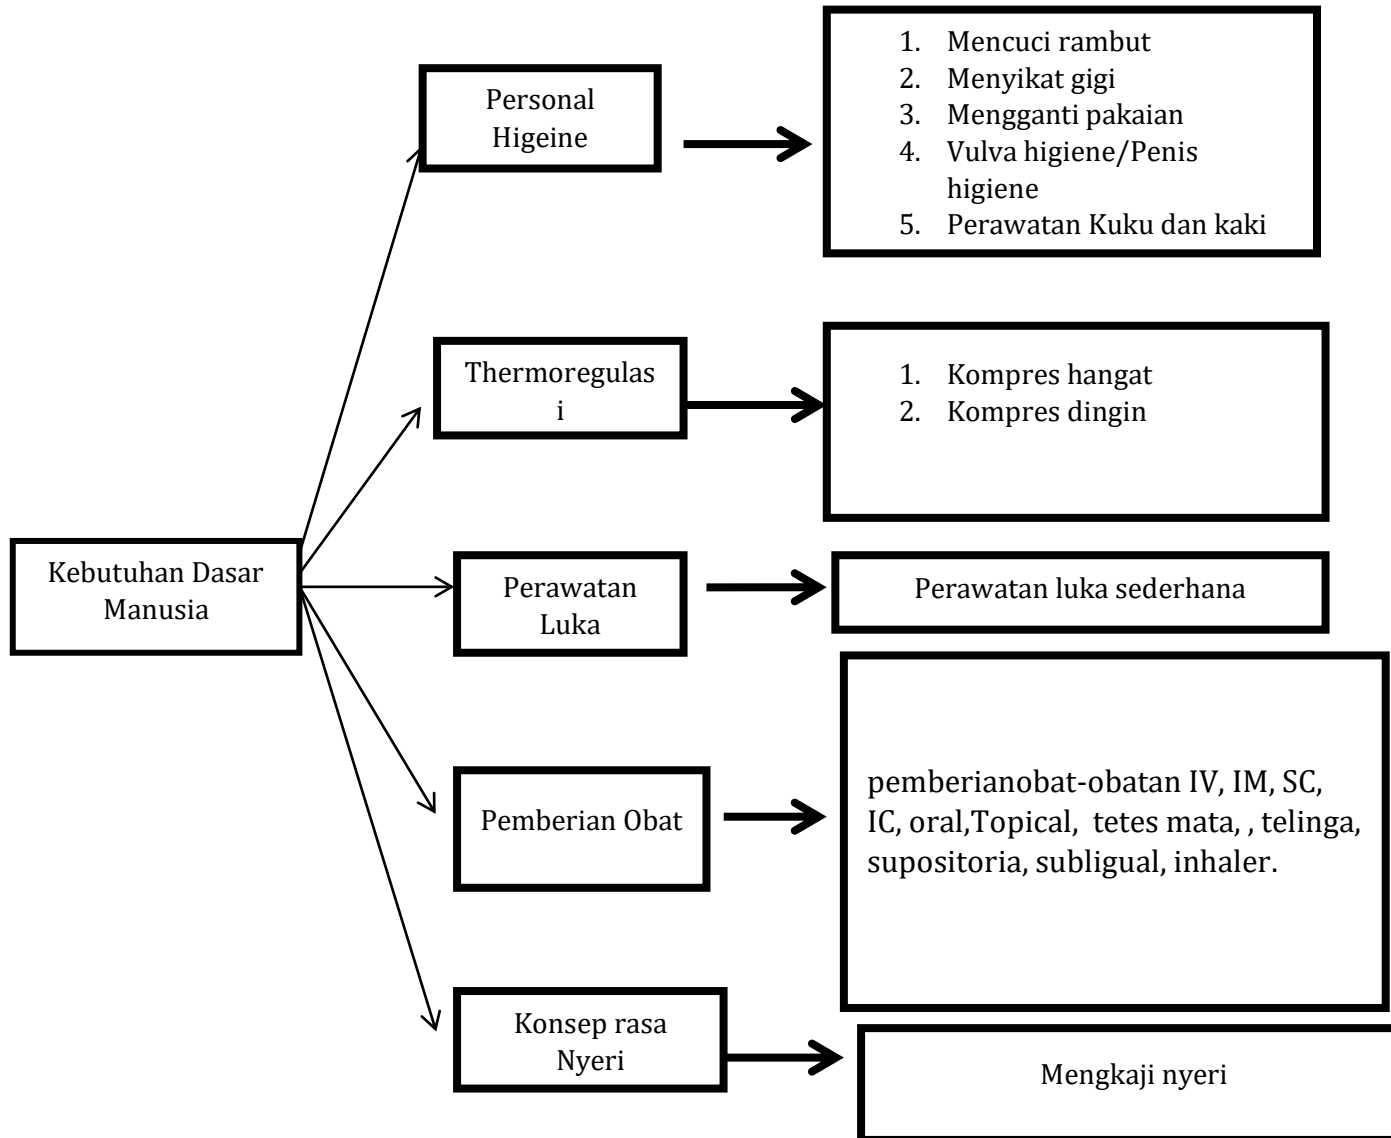 Personal
Higeine
1. Mencuci rambut
2. Menyikat gigi
3. Mengganti pakaian
4. Vulva higiene/Penis
higiene
5. Perawatan Kuku dan kaki
Thermoregulas
i
1. Kompres hangat
2. Kompres dingin
Kebutuhan Dasar
Manusia
Perawatan
Luka
Perawatan luka sederhana
Pemberian Obat
pemberianobat-obatan IV, IM, SC,
IC, oral,Topical, tetes mata, , telinga,
supositoria, subligual, inhaler.
Konsep rasa
Nyeri
Mengkaji nyeri